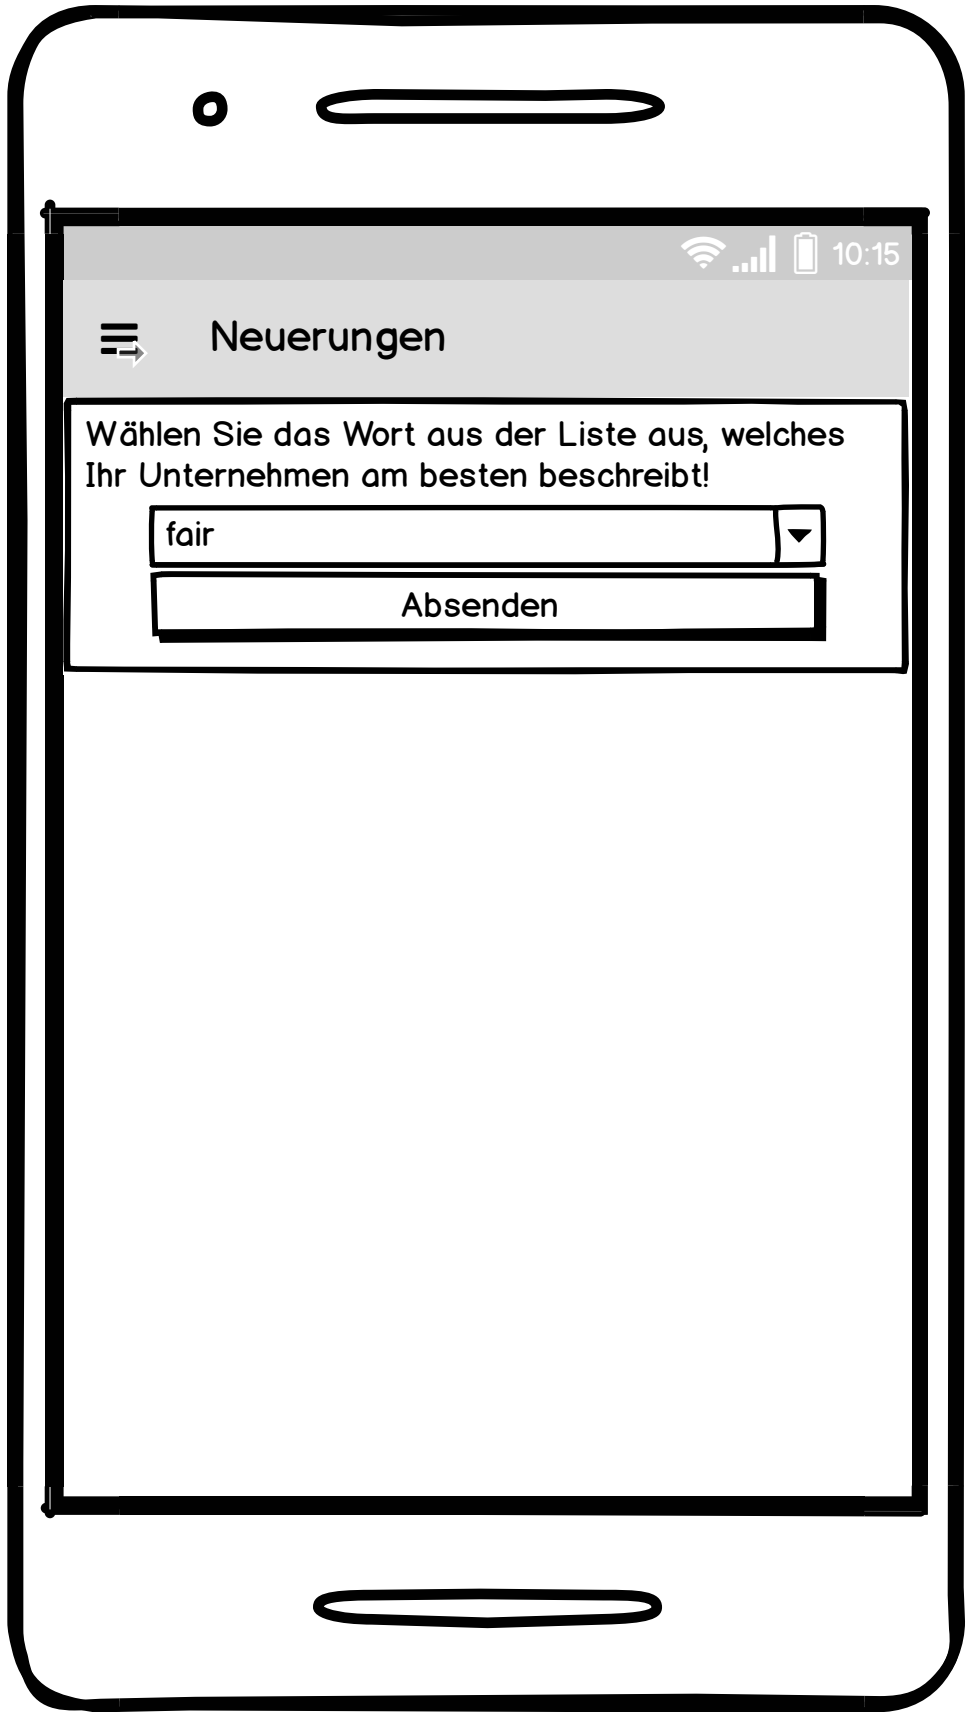 10:15
Neuerungen
Wählen Sie das Wort aus der Liste aus, welches
Ihr Unternehmen am besten beschreibt!
fair
Absenden